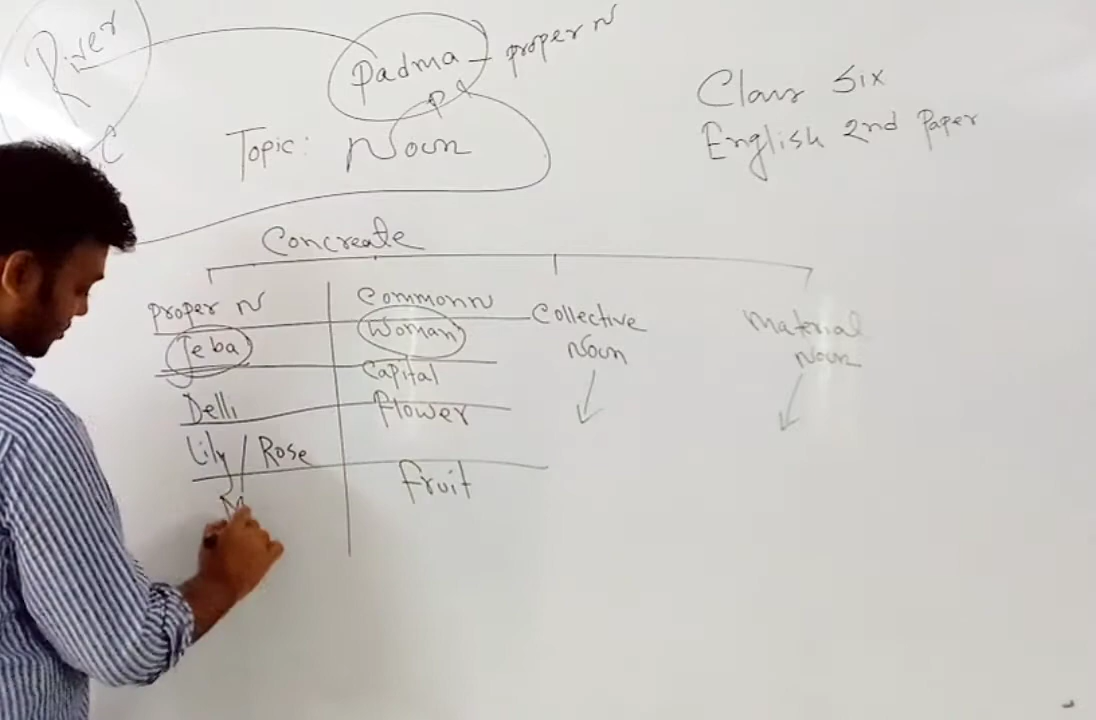 River
Padma - proper N
P
C
Class Six
English 2nd Paper
Topic: Noun
Concreate
Proper N
Common N
Collective
Noun
Material
Noun
Jeba
Woman
Delli
Capital
Lily / Rose
flower
M
fruit